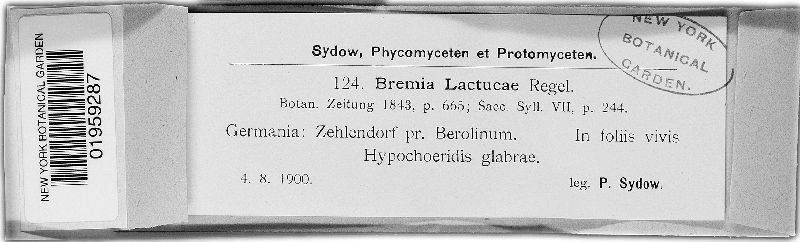 NEW YORK BOTANICAL GARDEN
01959287
Sydow, Phycomyceten et Protomyceten.
NEW YORK
BOTANICAL
GARDEN.
124. Bremia Lactucae Regel.
Botan. Zeitung 1843, p. 665; Sacc. Syll. VII, p. 244.
Germania: Zehlendorf pr. Berolinum. In foliis vivis
Hypochoeridis glabrae.
4. 8. 1900. leg. P. Sydow.